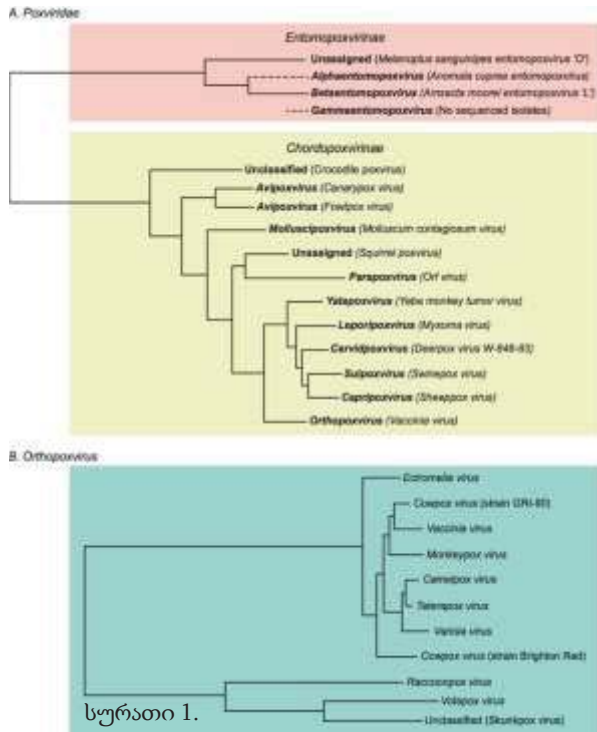 A. Poxviridae
Entomopoxvirinae
Unassigned (Melanoplus sanguinipes entomopoxvirus 'O')
Alphaentomopoxvirus (Anomala cuprea entomopoxvirus)
Betaentomopoxvirus (Amsacta moorei entomopoxvirus 'L')
Gammaentomopoxvirus (No sequenced isolates)
Chordopoxvirinae
Unclassified (Crocodile poxvirus)
Avipoxvirus (Canarypox virus)
Avipoxvirus (Fowlpox virus)
Molluscipoxvirus (Molluscum contagiosum virus)
Unassigned (Squirrel poxvirus)
Parapoxvirus (Orf virus)
Yatapoxvirus (Yaba monkey tumor virus)
Leporipoxvirus (Myxoma virus)
Cervidpoxvirus (Deerpox virus W-848-83)
Suipoxvirus (Swinepox virus)
Capripoxvirus (Sheeppox virus)
Orthopoxvirus (Vaccinia virus)
B. Orthopoxvirus
Ectromelia virus
Cowpox virus (strain GRI-90)
Vaccinia virus
Monkeypox virus
Camelpox virus
Taterapox virus
Variola virus
Cowpox virus (strain Brighton Red)
Raccoonpox virus
Volepox virus
Unclassified (Skunkpox virus)
სურათი 1.